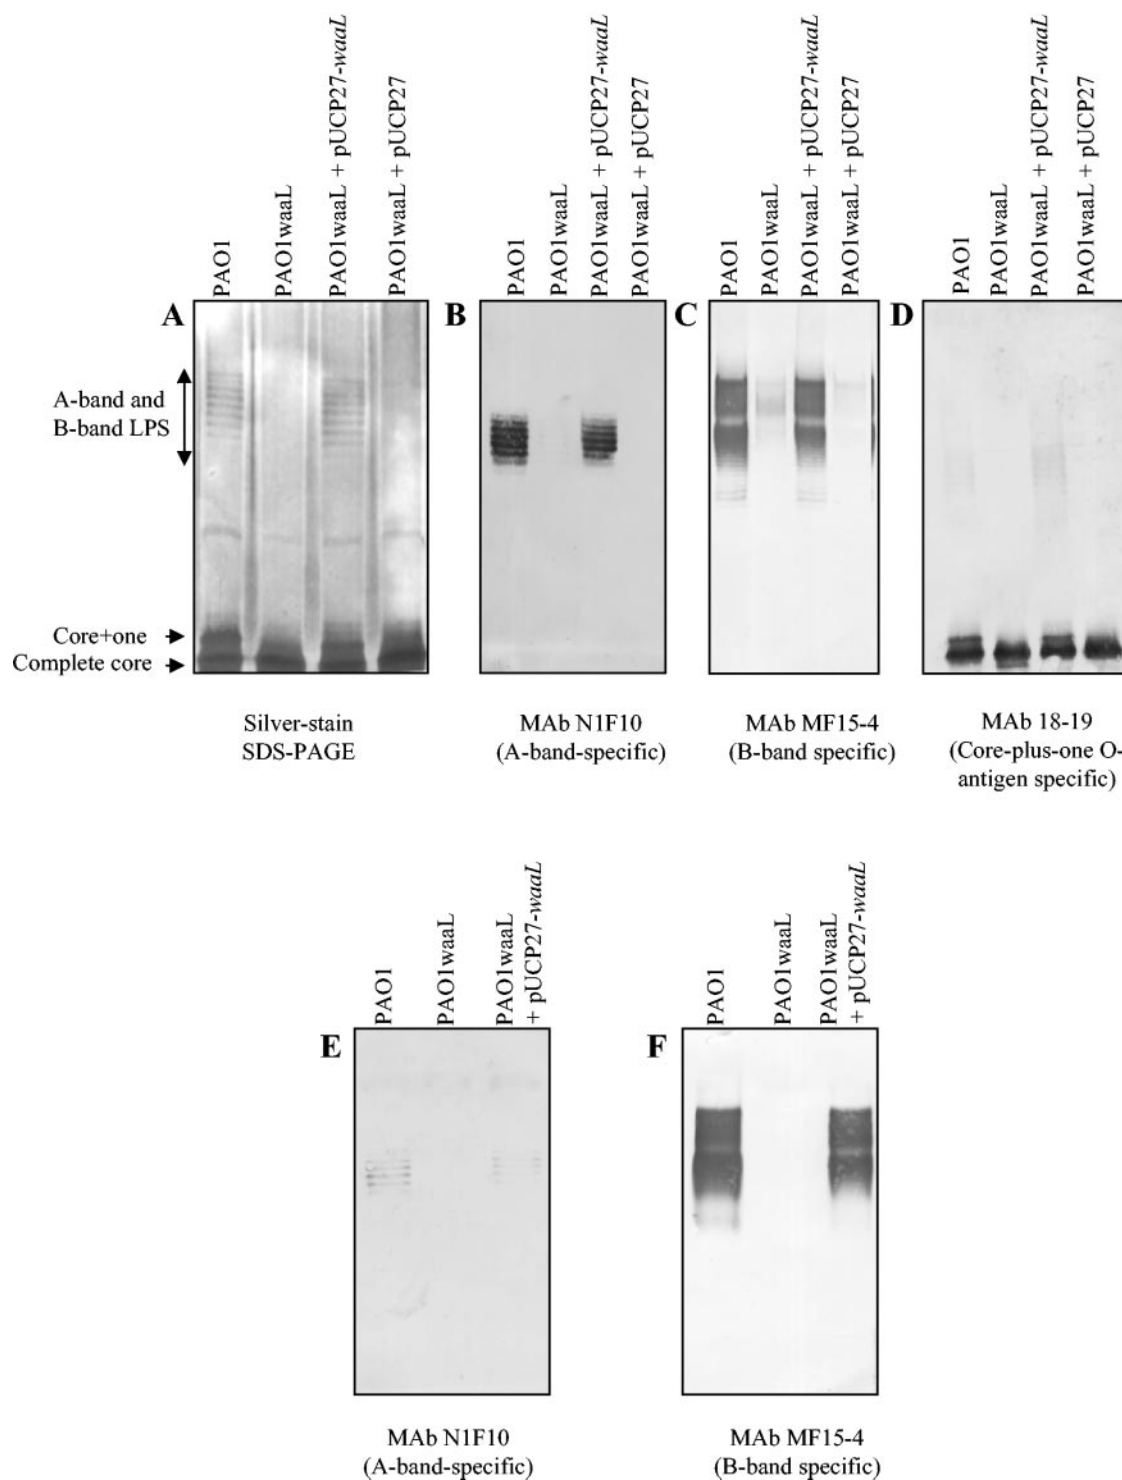 PAO1
PAO1waaL
PAO1waaL + pUCP27-waaL
PAO1waaL + pUCP27
PAO1
PAO1waaL
PAO1waaL + pUCP27-waaL
PAO1waaL + pUCP27
PAO1
PAO1waaL
PAO1waaL + pUCP27-waaL
PAO1waaL + pUCP27
PAO1
PAO1waaL
PAO1waaL + pUCP27-waaL
PAO1waaL + pUCP27
A
B
C
D
A-band and
B-band LPS
Core+one
Complete core
Silver-stain
SDS-PAGE
MAb N1F10
(A-band-specific)
MAb MF15-4
(B-band specific)
MAb 18-19
(Core-plus-one O-
antigen specific)
PAO1
PAO1waaL
PAO1waaL
+ pUCP27-waaL
PAO1
PAO1waaL
PAO1waaL
+ pUCP27-waaL
E
F
MAb N1F10
(A-band-specific)
MAb MF15-4
(B-band specific)